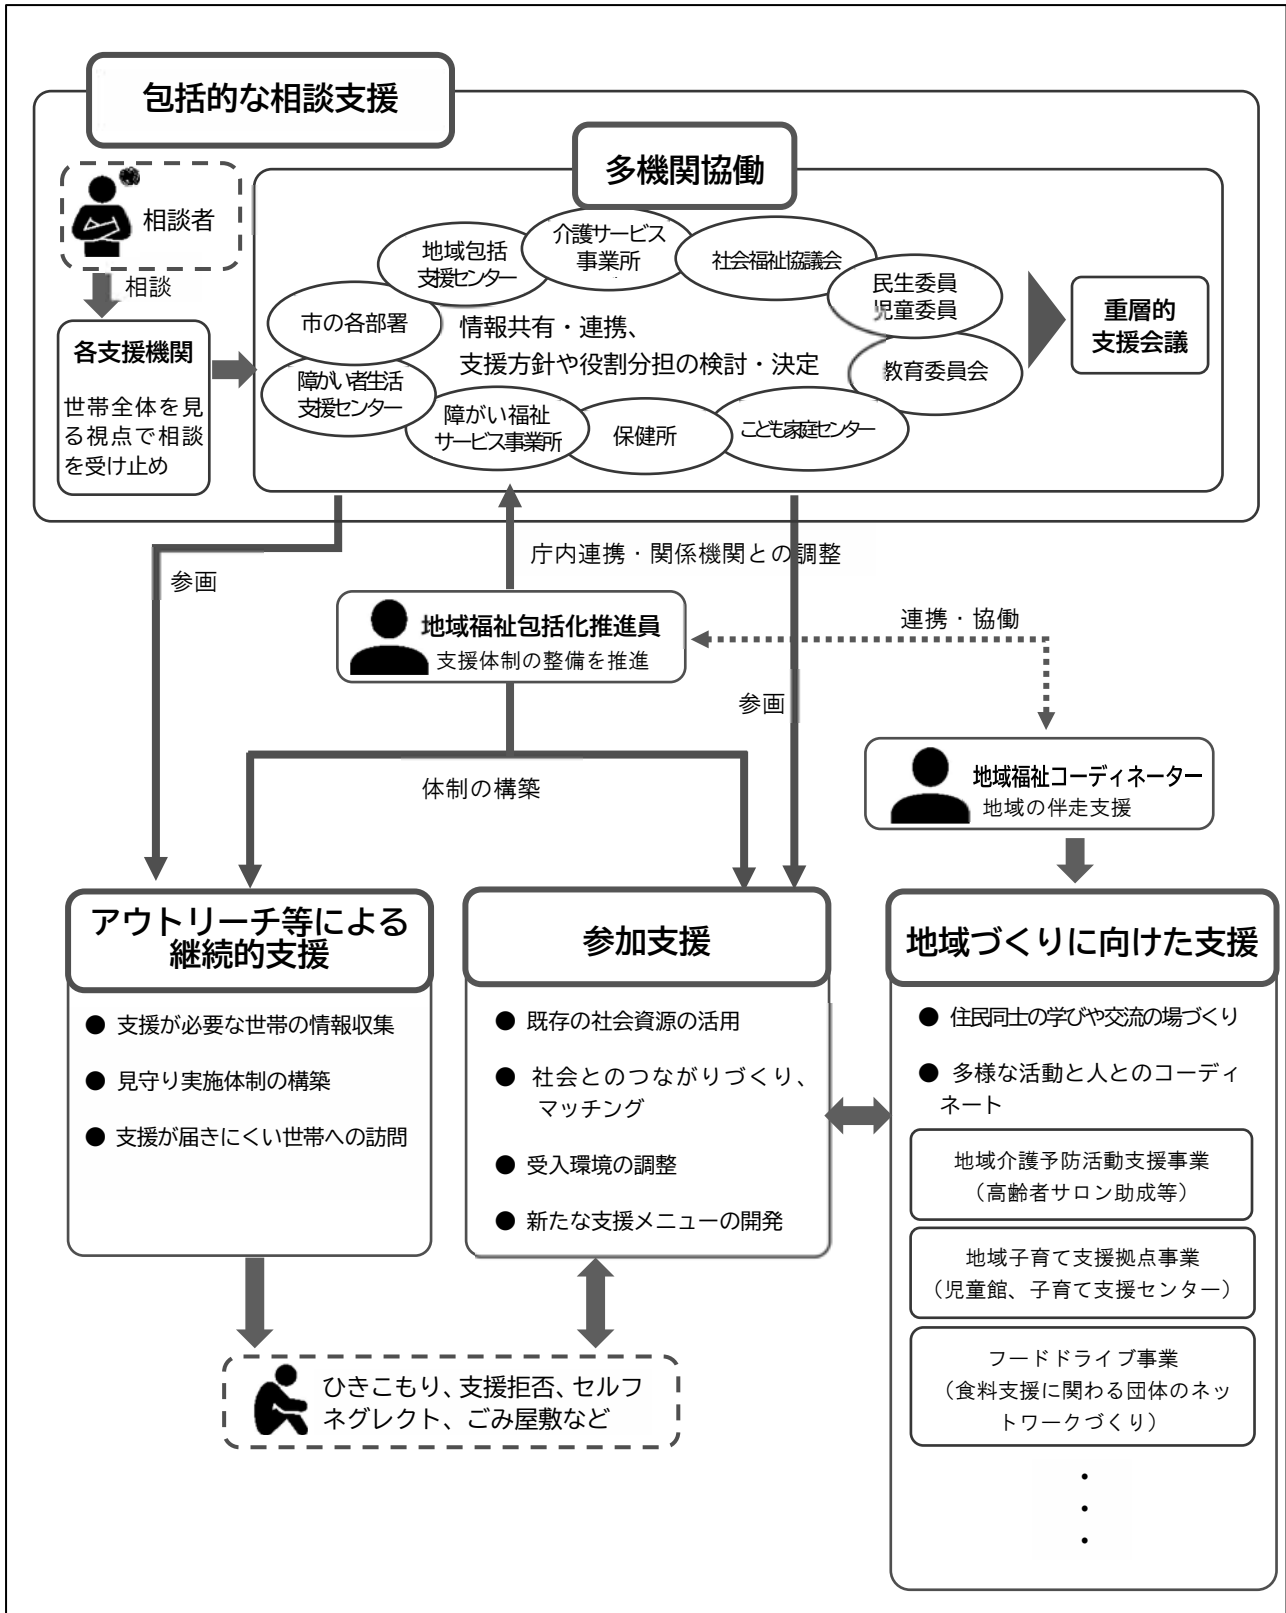 包括的な相談支援
多機関協働
相談者
相談
各支援機関
世帯全体を見
る視点で相談
を受け止め
地域包括
支援センター
介護サービス
事業所
社会福祉協議会
民生委員
児童委員
市の各部署
情報共有・連携、
支援方針や役割分担の検討・決定
教育委員会
障がい者生活
支援センター
障がい福祉
サービス事業所
保健所
こども家庭センター
重層的
支援会議
参画
庁内連携・関係機関との調整
地域福祉包括化推進員
支援体制の整備を推進
連携・協働
参画
体制の構築
地域福祉コーディネーター
地域の伴走支援
アウトリーチ等による
継続的支援
● 支援が必要な世帯の情報収集
● 見守り実施体制の構築
● 支援が届きにくい世帯への訪問
参加支援
● 既存の社会資源の活用
● 社会とのつながりづくり、
マッチング
● 受入環境の調整
● 新たな支援メニューの開発
地域づくりに向けた支援
● 住民同士の学びや交流の場づくり
● 多様な活動と人とのコーディ
ネート
地域介護予防活動支援事業
（高齢者サロン助成等）
地域子育て支援拠点事業
（児童館、子育て支援センター）
フードドライブ事業
（食料支援に関わる団体のネッ
トワークづくり）
・
・
・
ひきこもり、支援拒否、セルフ
ネグレクト、ごみ屋敷など